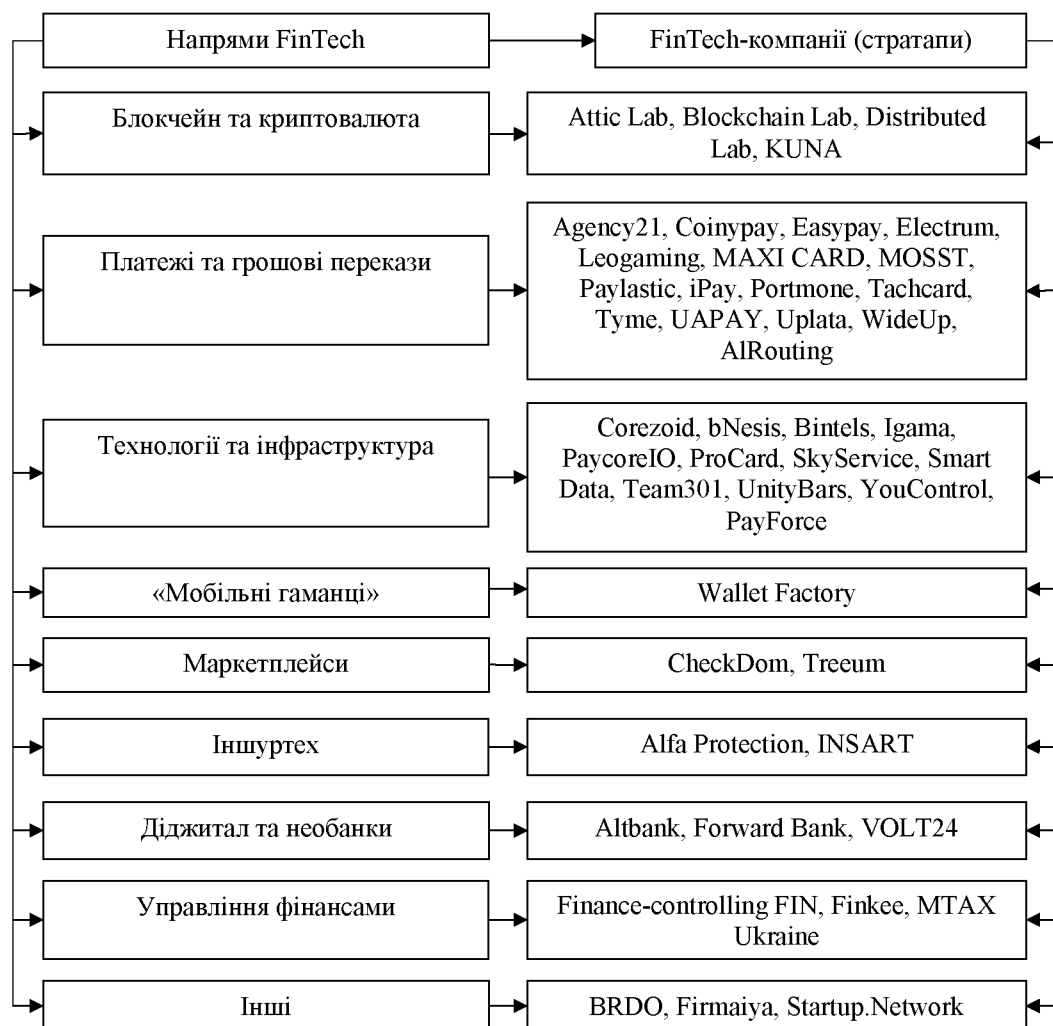 Напрями FinTech
FinTech-компанії (стратапи)
Блокчейн та криптовалюта
Attic Lab, Blockchain Lab, Distributed
Lab, KUNA
Платежі та грошові перекази
Agency21, Coinypay, Easypay, Electrum,
Leogaming, MAXI CARD, MOSST,
Paylastic, iPay, Portmone, Tachcard,
Tyme, UAPAY, Uplata, WideUp,
AlRouting
Технології та інфраструктура
Corezoid, bNesis, Bintels, Igama,
PaycoreIO, ProCard, SkyService, Smart
Data, Team301, UnityBars, YouControl,
PayForce
«Мобільні гаманці»
Wallet Factory
Маркетплейси
CheckDom, Treeum
Іншуртех
Alfa Protection, INSART
Діджитал та необанки
Altbank, Forward Bank, VOLT24
Управління фінансами
Finance-controlling FIN, Finkee, MTAX
Ukraine
Інші
BRDO, Firmaiya, Startup.Network